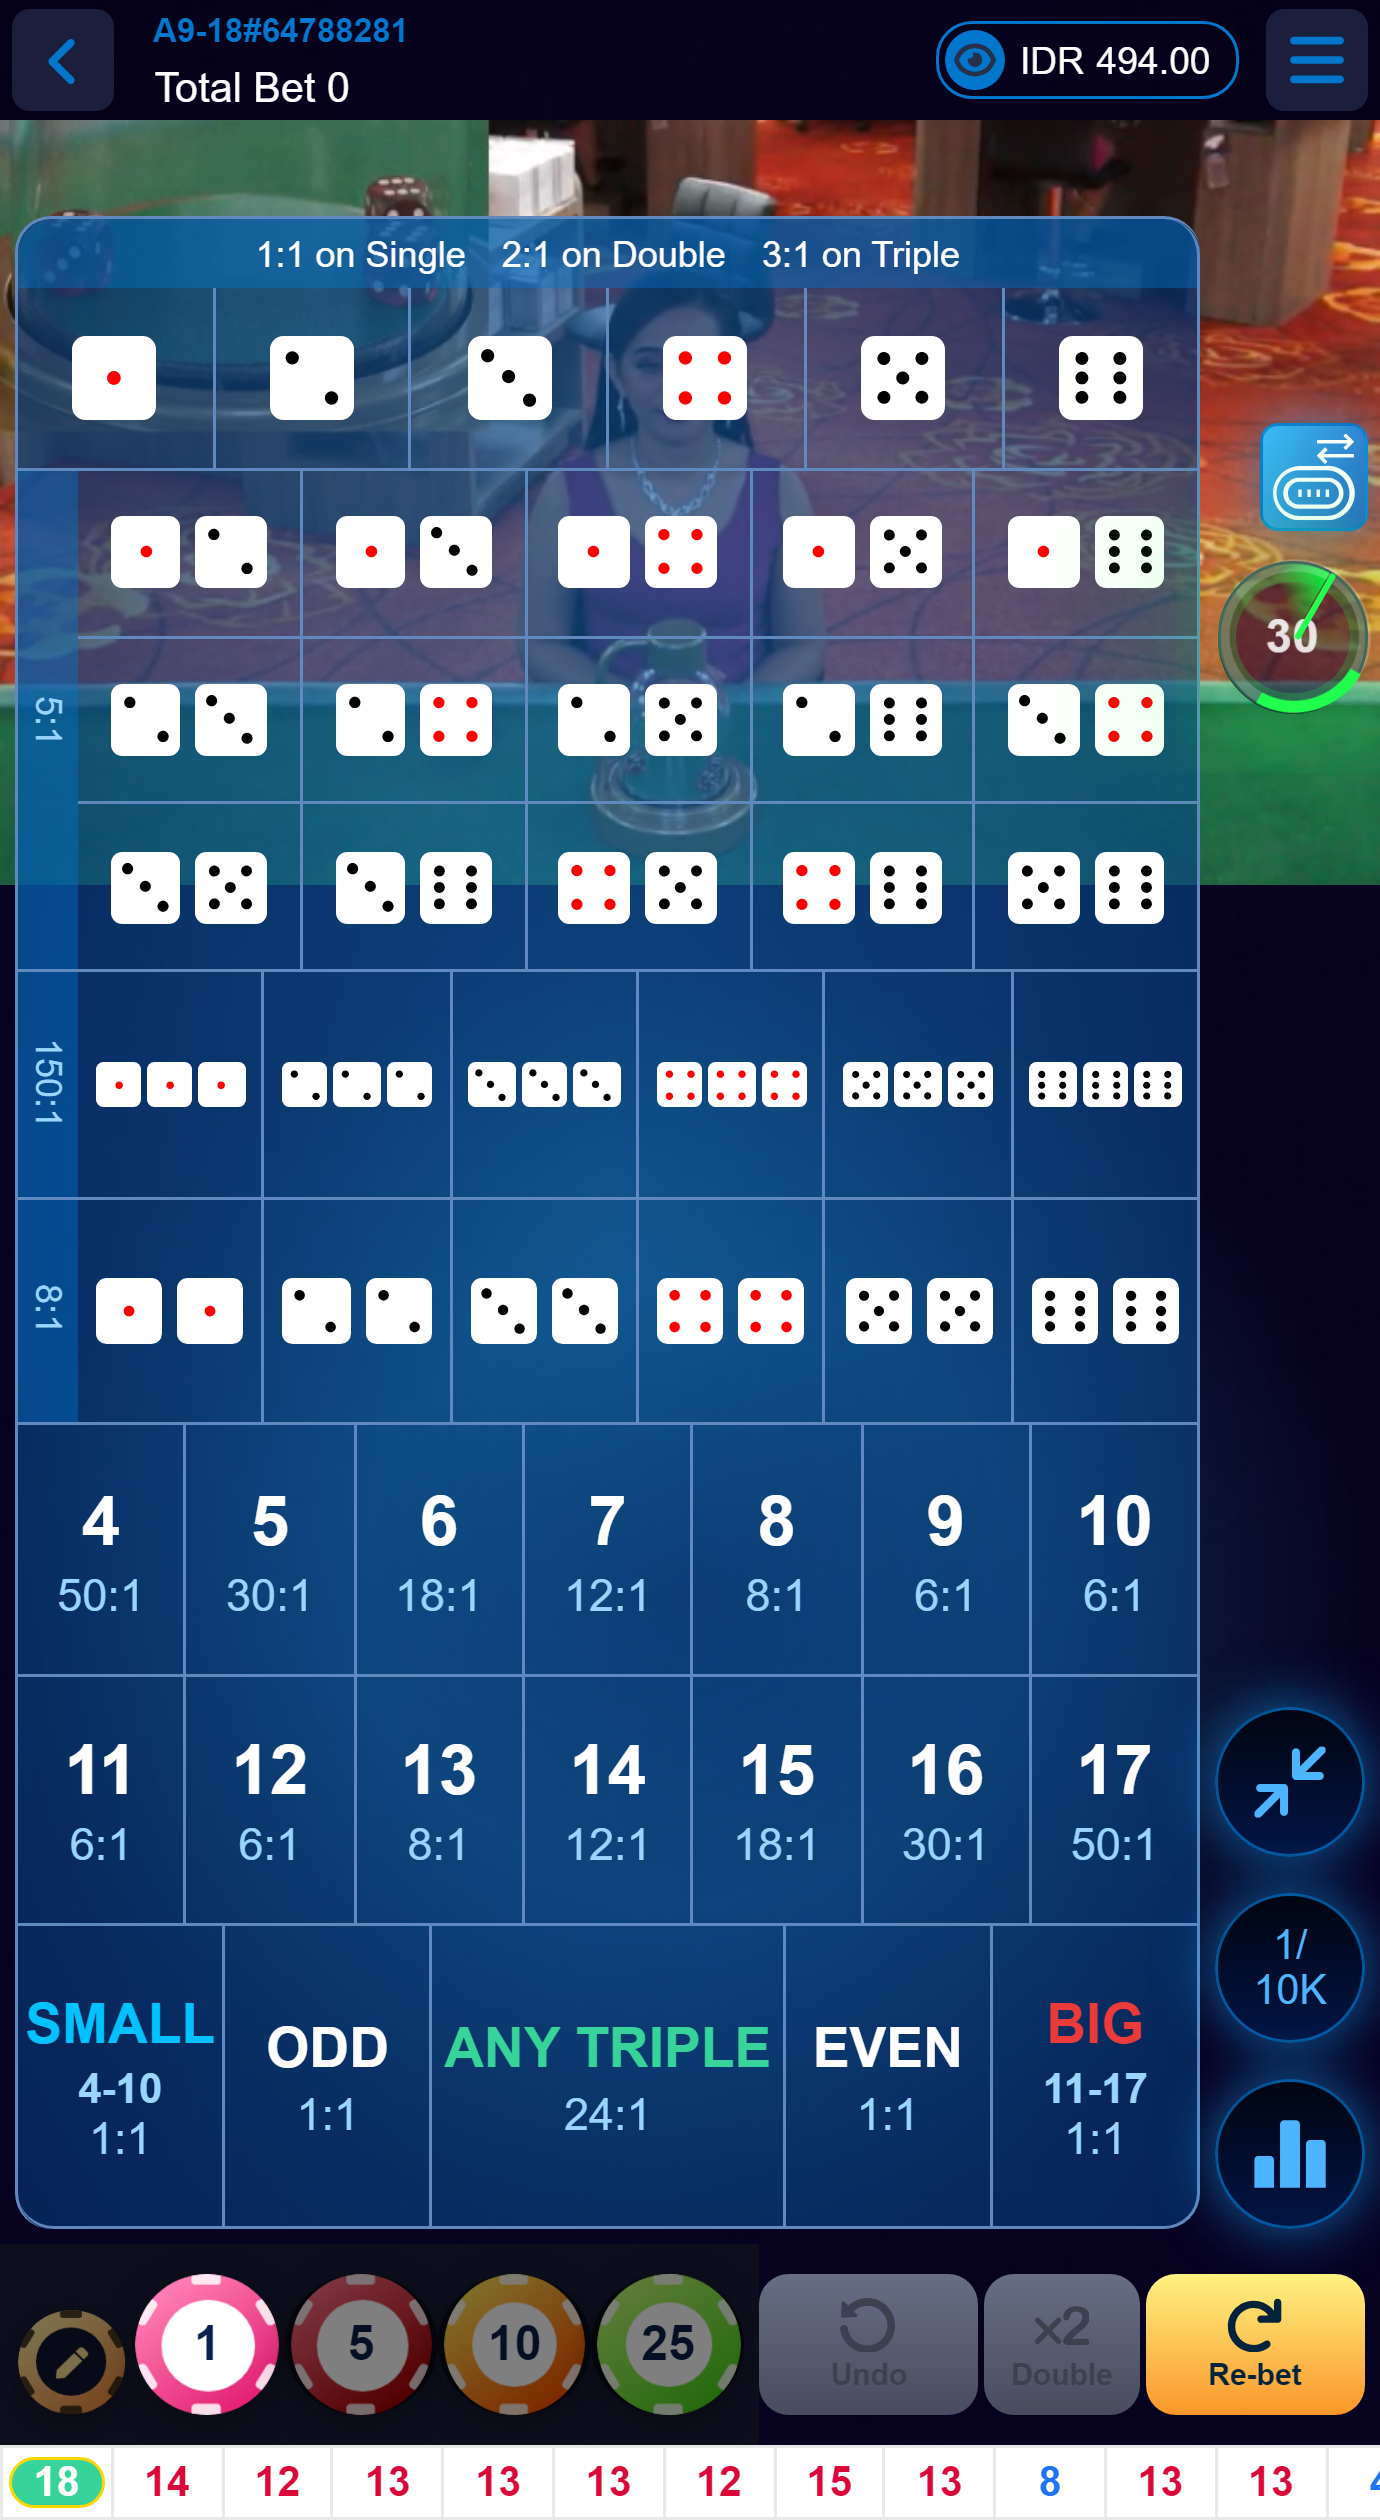 A9-18#64788281
Total Bet 0
IDR 494.00
1:1 on Single 2:1 on Double 3:1 on Triple
30
5:1
150:1
8:1
4 5 6 7 8 9 10
50:1 30:1 18:1 12:1 8:1 6:1 6:1
11 12 13 14 15 16 17
6:1 6:1 8:1 12:1 18:1 30:1 50:1
SMALL
4-10
1:1
ODD
1:1
ANY TRIPLE
24:1
EVEN
1:1
BIG
11-17
1:1
1/
10K
1 5 10 25
Undo
x2
Double
Re-bet
18 14 12 13 13 13 12 15 13 8 13 13